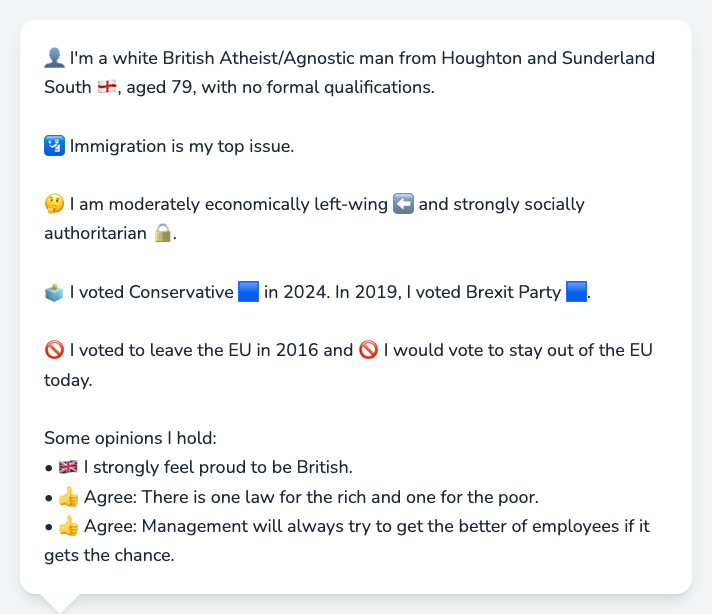 👤 I'm a white British Atheist/Agnostic man from Houghton and Sunderland
South 🏴󠁧󠁢󠁥󠁮󠁧󠁿, aged 79, with no formal qualifications.
🛂 Immigration is my top issue.
🤔 I am moderately economically left-wing ⬅️ and strongly socially
authoritarian 🔒.
🗳️ I voted Conservative 🟦 in 2024. In 2019, I voted Brexit Party 🟦.
🚫 I voted to leave the EU in 2016 and 🚫 I would vote to stay out of the EU
today.
Some opinions I hold:
• 🇬🇧 I strongly feel proud to be British.
• 👍 Agree: There is one law for the rich and one for the poor.
• 👍 Agree: Management will always try to get the better of employees if it
gets the chance.